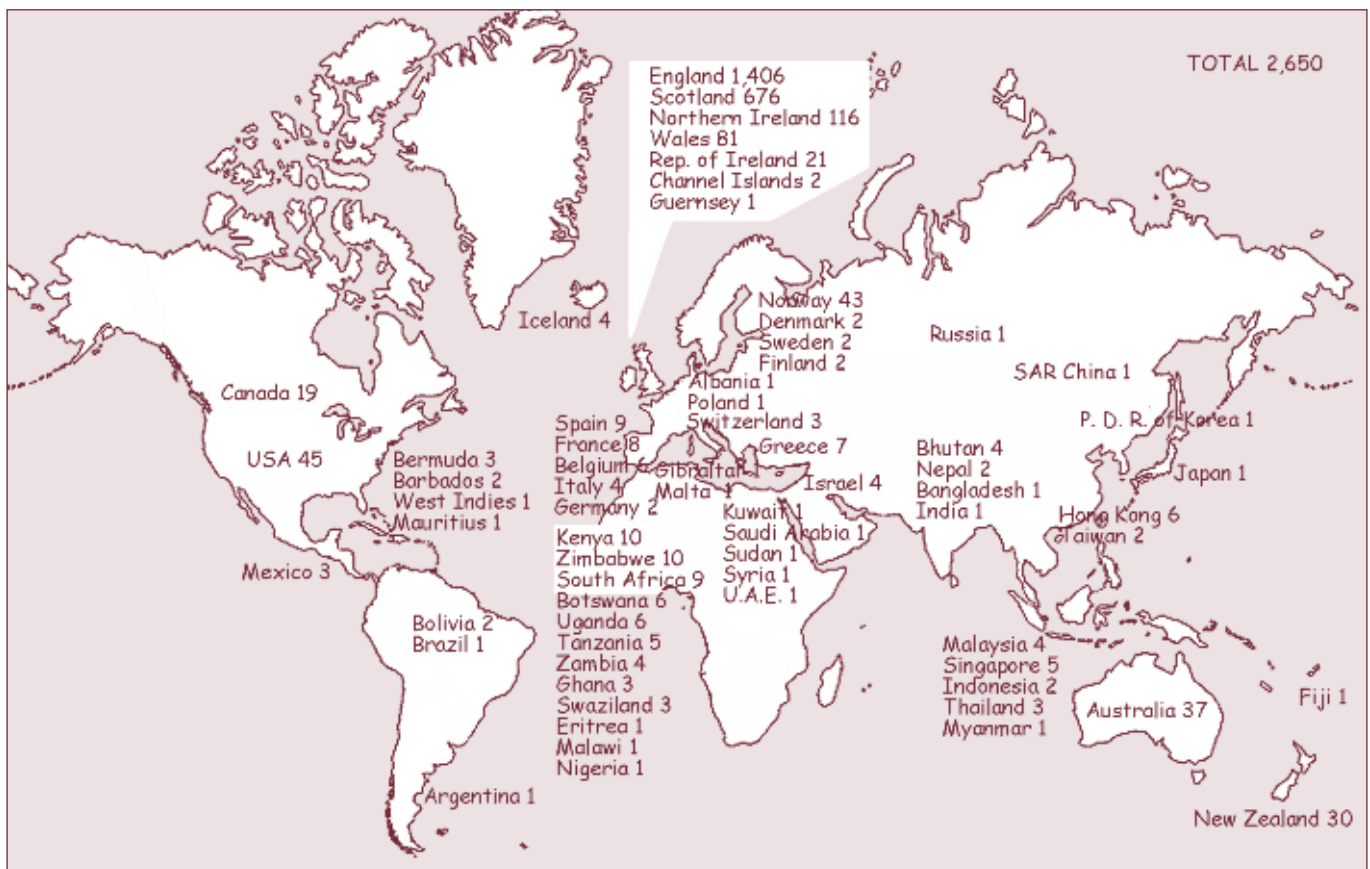 TOTAL 2,650
England 1,406
Scotland 676
Northern Ireland 116
Wales 81
Rep. of Ireland 21
Channel Islands 2
Guernsey 1
Iceland 4
Norway 43
Denmark 2
Sweden 2
Finland 2
Russia 1
SAR China 1
Canada 19
Albania 1
Poland 1
Switzerland 3
P. D. R. of Korea 1
Spain 9
France 8
Belgium
Italy 4
Germany 2
Greece 7
Gibraltar 1
Malta 1
Israel 4
Bhutan 4
Nepal 2
Bangladesh 1
India 1
Japan 1
USA 45
Bermuda 3
Barbados 2
West Indies 1
Mauritius 1
Kuwait 1
Saudi Arabia 1
Sudan 1
Syria 1
U.A.E. 1
Hong Kong 6
Taiwan 2
Kenya 10
Zimbabwe 10
South Africa 9
Botswana 6
Uganda 6
Tanzania 5
Zambia 4
Ghana 3
Swaziland 3
Eritrea 1
Malawi 1
Nigeria 1
Mexico 3
Bolivia 2
Brazil 1
Malaysia 4
Singapore 5
Indonesia 2
Thailand 3
Myanmar 1
Australia 37
Fiji 1
Argentina 1
New Zealand 30